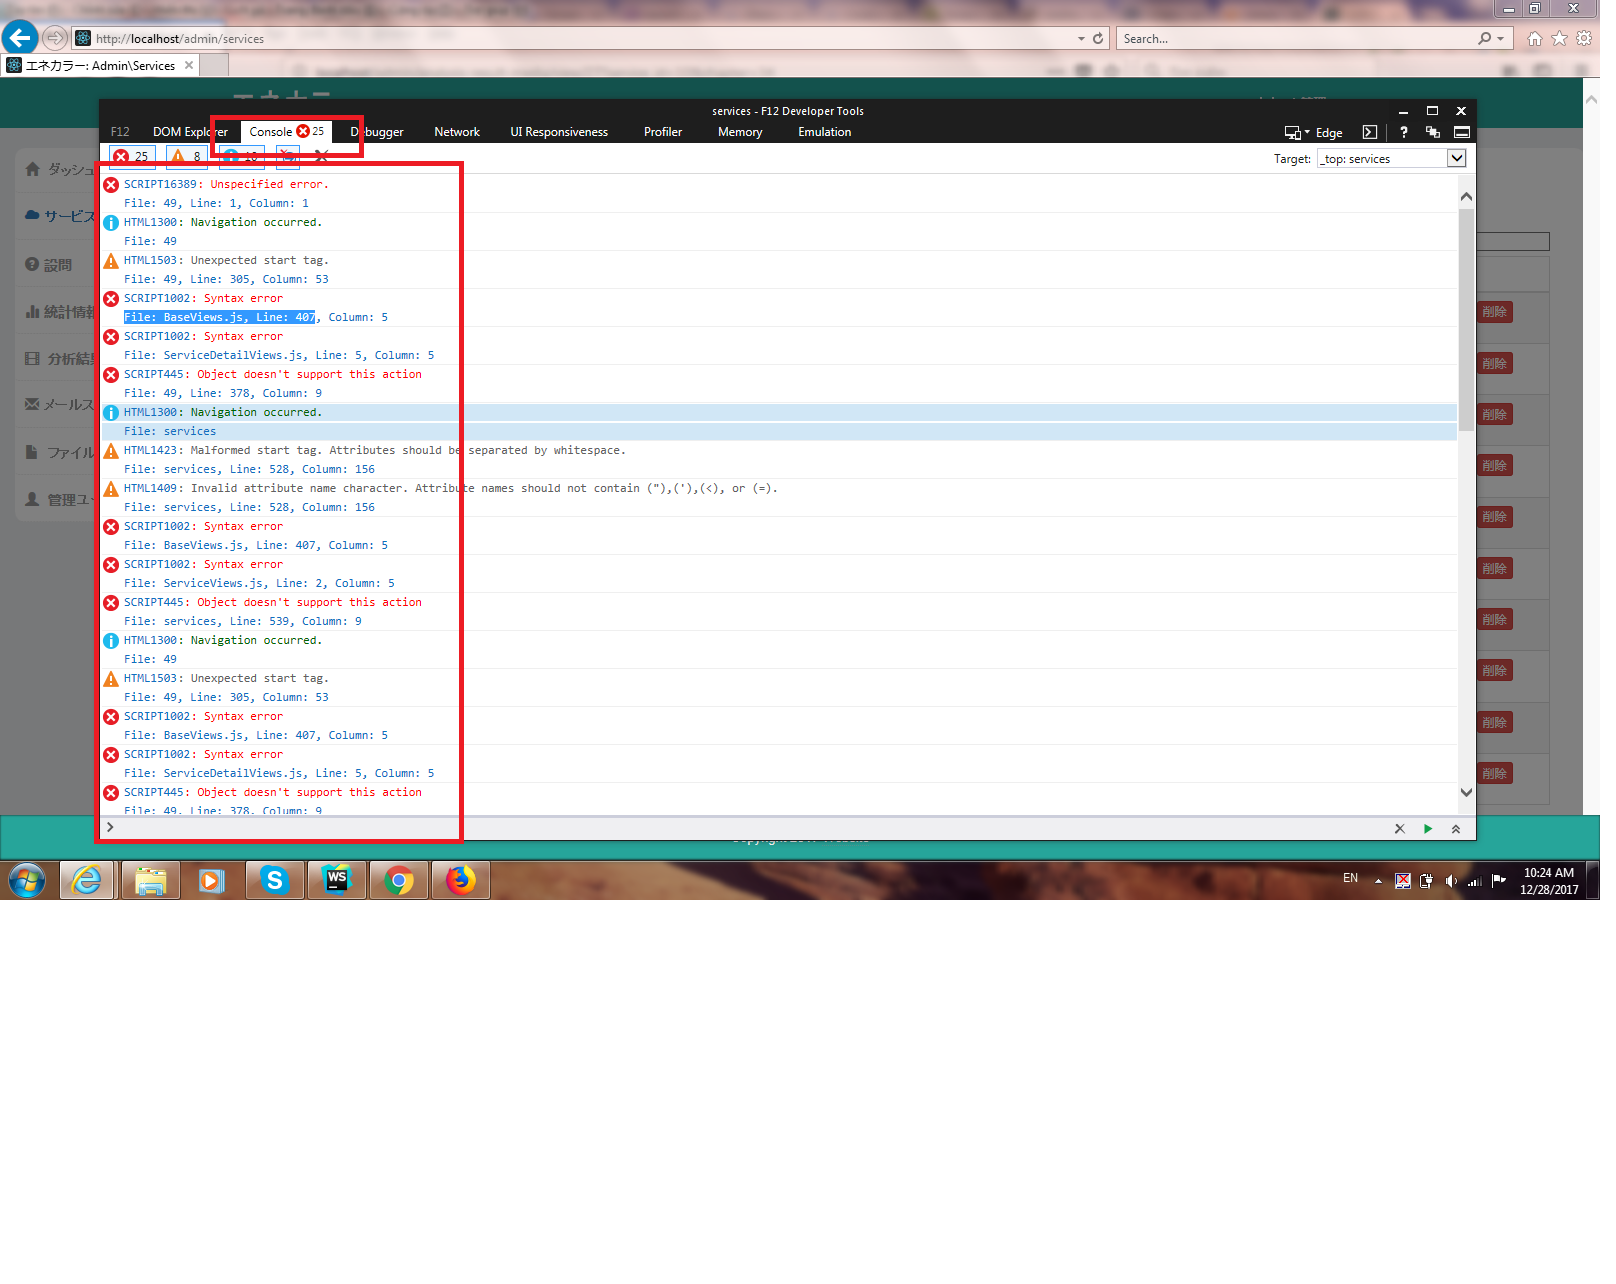 http://localhost/admin/services
Search...
エネカラー: Admin\Services
services - F12 Developer Tools
F12 DOM Explorer Console 25 Debugger Network UI Responsiveness Profiler Memory Emulation Edge ?
25 8 10 Target: _top: services
SCRIPT16389: Unspecified error.
File: 49, Line: 1, Column: 1
HTML1300: Navigation occurred.
File: 49
HTML1503: Unexpected start tag.
File: 49, Line: 305, Column: 53
SCRIPT1002: Syntax error
File: BaseViews.js, Line: 407, Column: 5
SCRIPT1002: Syntax error
File: ServiceDetailViews.js, Line: 5, Column: 5
SCRIPT445: Object doesn't support this action
File: 49, Line: 378, Column: 9
HTML1300: Navigation occurred.
File: services
HTML1423: Malformed start tag. Attributes should be separated by whitespace.
File: services, Line: 528, Column: 156
HTML1409: Invalid attribute name character. Attribute names should not contain ("),('),(<), or (=).
File: services, Line: 528, Column: 156
SCRIPT1002: Syntax error
File: BaseViews.js, Line: 407, Column: 5
SCRIPT1002: Syntax error
File: ServiceViews.js, Line: 2, Column: 5
SCRIPT445: Object doesn't support this action
File: services, Line: 539, Column: 9
HTML1300: Navigation occurred.
File: 49
HTML1503: Unexpected start tag.
File: 49, Line: 305, Column: 53
SCRIPT1002: Syntax error
File: BaseViews.js, Line: 407, Column: 5
SCRIPT1002: Syntax error
File: ServiceDetailViews.js, Line: 5, Column: 5
SCRIPT445: Object doesn't support this action
File: 49, Line: 378, Column: 9
ダッシュ
サービス
設問
統計情報
分析結果
メールス
ファイル
管理ユ
削除
削除
削除
削除
削除
削除
削除
削除
削除
削除
WS
EN
10:24 AM
12/28/2017